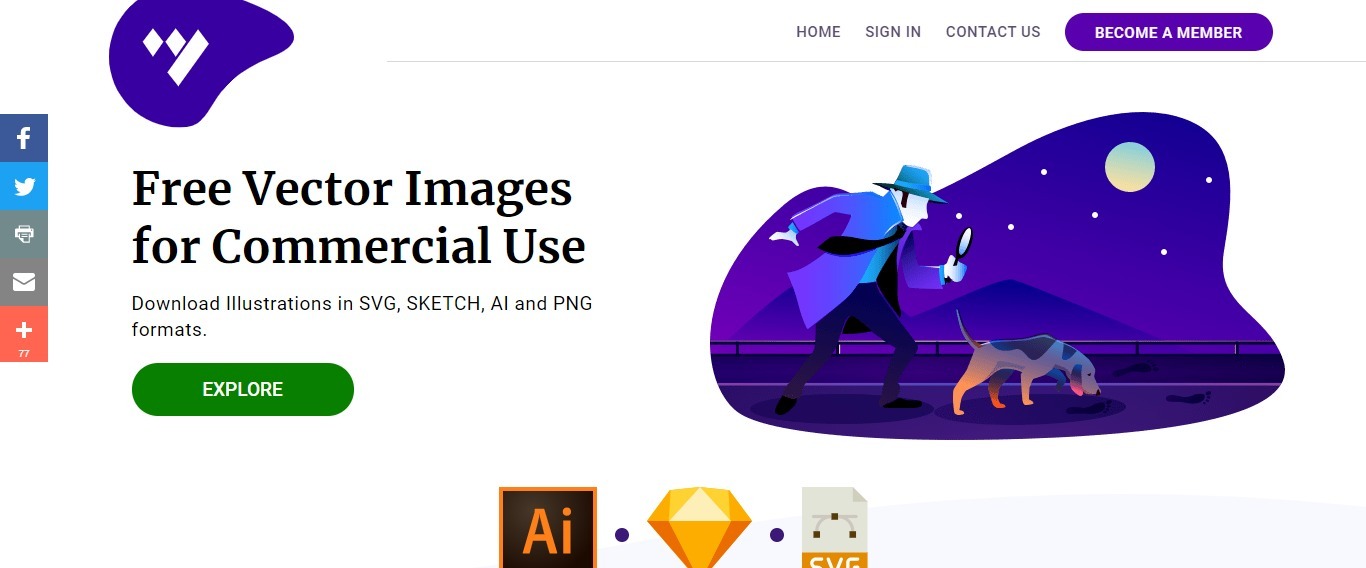 HOME SIGN IN CONTACT US BECOME A MEMBER
Free Vector Images
for Commercial Use
Download Illustrations in SVG, SKETCH, AI and PNG
formats.
EXPLORE
77
Ai
SVG